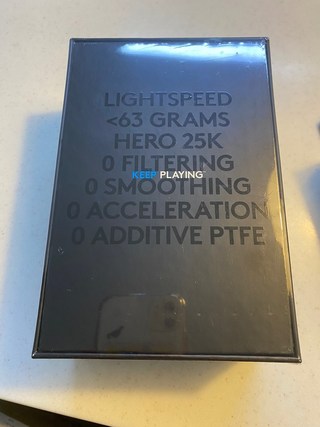 LIGHTSPEED
<63 GRAMS
HERO 25K
0 FILTERING
KEEP PLAYING
0 SMOOTHING
0 ACCELERATION
0 ADDITIVE PTFE